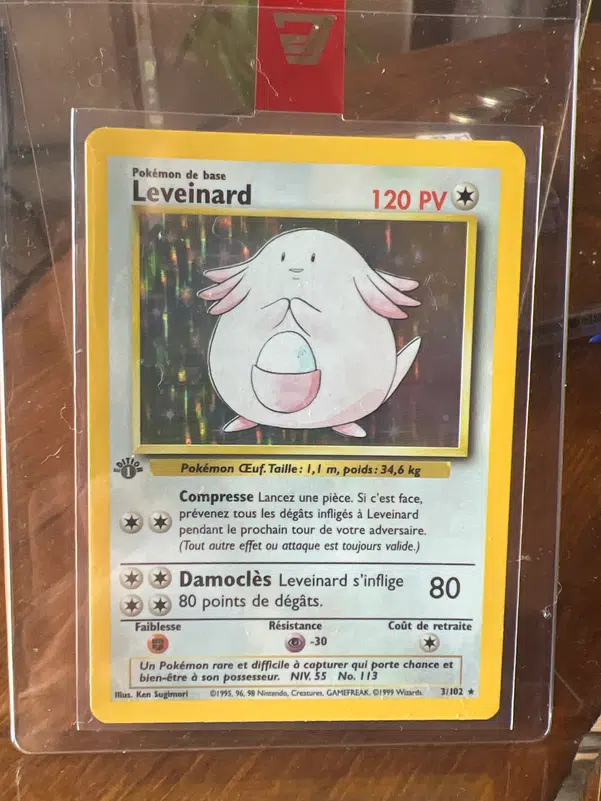 Pokémon de base
Leveinard
120 PV
EDITION
1
Pokémon Œuf. Taille: 1,1 m, poids: 34,6 kg
Compresse Lancez une pièce. Si c'est face,
prévenez tous les dégâts infligés à Leveinard
pendant le prochain tour de votre adversaire.
(Tout autre effet ou attaque est toujours valide.)
Damoclès Leveinard s'inflige
80 points de dégâts.
80
Faiblesse
Résistance
-30
Coût de retraite
Un Pokémon rare et difficile à capturer qui porte chance et
bien-être à son possesseur. NIV. 55 No. 113
Illus. Ken Sugimori
©1995, 96, 98 Nintendo, Creatures, GAMEFREAK. ©1999 Wizards.
3/102 ★